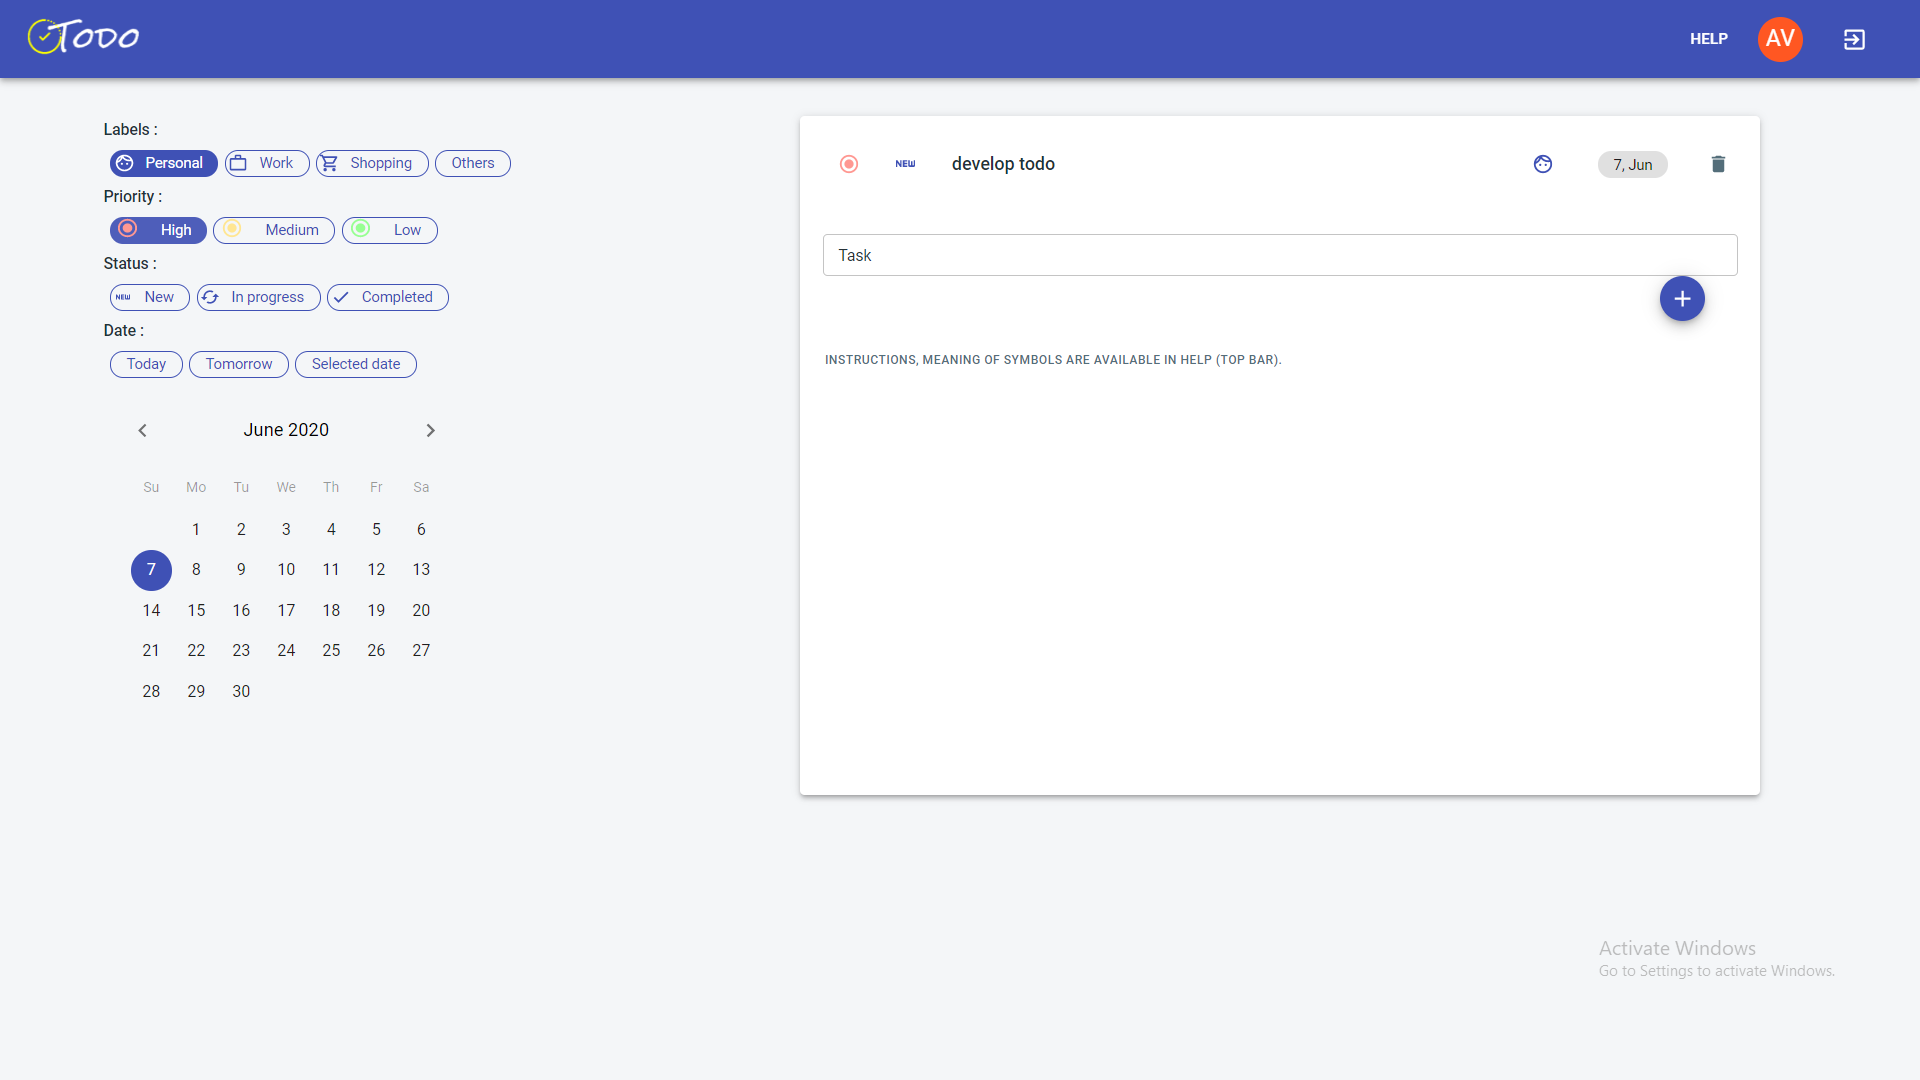 Todo
HELP AV
Labels :
Personal Work Shopping Others
Priority :
High Medium Low
Status :
NEW New In progress Completed
Date :
Today Tomorrow Selected date
June 2020
Su Mo Tu We Th Fr Sa
1 2 3 4 5 6
7 8 9 10 11 12 13
14 15 16 17 18 19 20
21 22 23 24 25 26 27
28 29 30
NEW develop todo 7, Jun
Task
INSTRUCTIONS, MEANING OF SYMBOLS ARE AVAILABLE IN HELP (TOP BAR).
Activate Windows
Go to Settings to activate Windows.